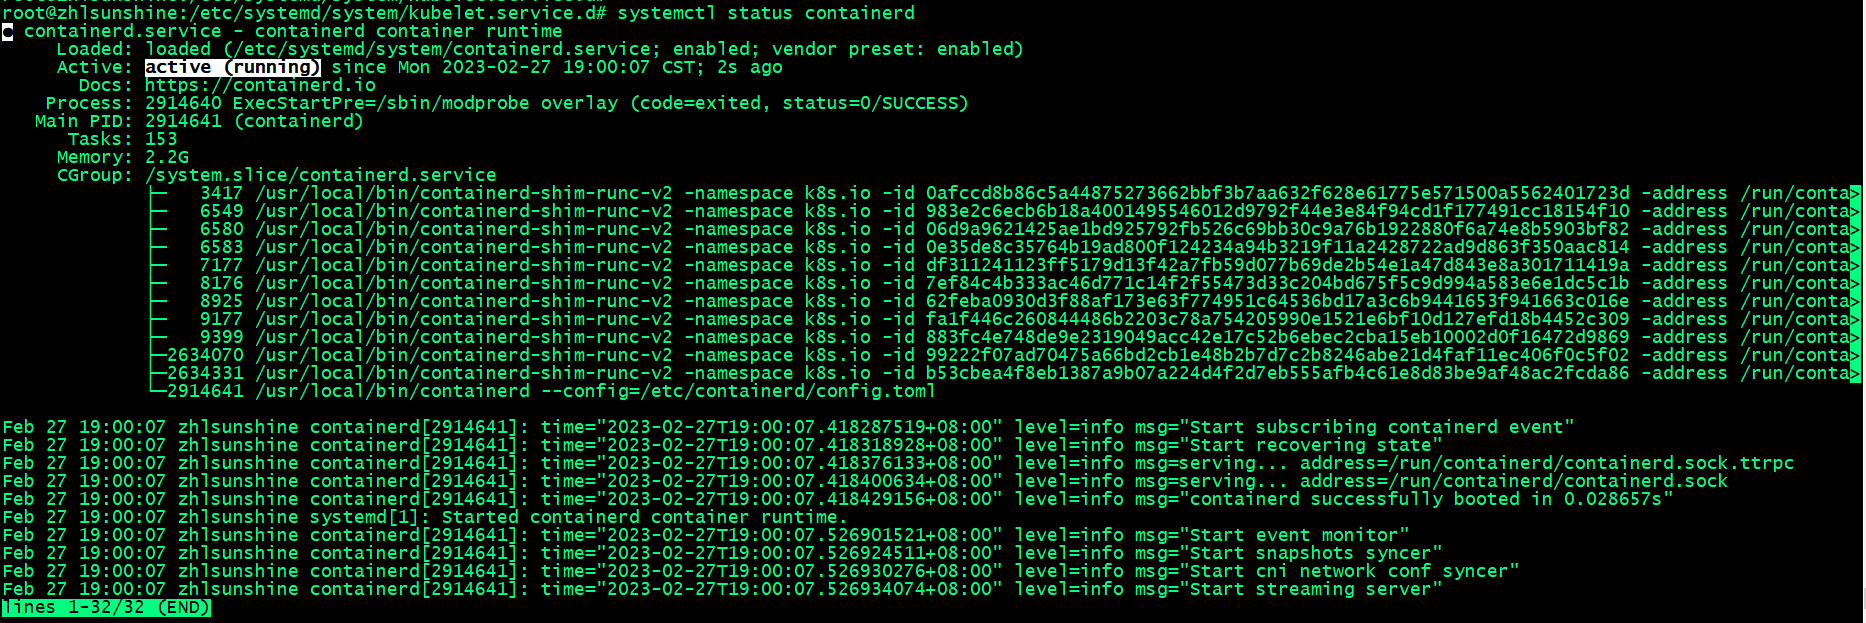 root@zhlsunshine:/etc/systemd/system/kubelet.service.d# systemctl status containerd
● containerd.service - containerd container runtime
Loaded: loaded (/etc/systemd/system/containerd.service; enabled; vendor preset: enabled)
Active: active (running) since Mon 2023-02-27 19:00:07 CST; 2s ago
Docs: https://containerd.io
Process: 2914640 ExecStartPre=/sbin/modprobe overlay (code=exited, status=0/SUCCESS)
Main PID: 2914641 (containerd)
Tasks: 153
Memory: 2.2G
CGroup: /system.slice/containerd.service
├─   3417 /usr/local/bin/containerd-shim-runc-v2 -namespace k8s.io -id 0afccd8b86c5a44875273662bbf3b7aa632f628e61775e571500a5562401723d -address /run/conta>
├─   6549 /usr/local/bin/containerd-shim-runc-v2 -namespace k8s.io -id 983e2c6ecb6b18a4001495546012d9792f44e3e84f94cd1f177491cc18154f10 -address /run/conta>
├─   6580 /usr/local/bin/containerd-shim-runc-v2 -namespace k8s.io -id 06d9a9621425ae1bd925792fb526c69bb30c9a76b1922880f6a74e8b5903bf82 -address /run/conta>
├─   6583 /usr/local/bin/containerd-shim-runc-v2 -namespace k8s.io -id 0e35de8c35764b19ad800f124234a94b3219f11a2428722ad9d863f350aac814 -address /run/conta>
├─   7177 /usr/local/bin/containerd-shim-runc-v2 -namespace k8s.io -id df311241123ff5179d13f42a7fb59d077b69de2b54e1a47d843e8a301711419a -address /run/conta>
├─   8176 /usr/local/bin/containerd-shim-runc-v2 -namespace k8s.io -id 7ef84c4b333ac46d771c14f2f55473d33c204bd675f5c9d994a583e6e1dc5c1b -address /run/conta>
├─   8925 /usr/local/bin/containerd-shim-runc-v2 -namespace k8s.io -id 62feba0930d3f88af173e63f774951c64536bd17a3c6b9441653f941663c016e -address /run/conta>
├─   9177 /usr/local/bin/containerd-shim-runc-v2 -namespace k8s.io -id fa1f446c260844486b2203c78a754205990e1521e6bf10d127efd18b4452c309 -address /run/conta>
├─   9399 /usr/local/bin/containerd-shim-runc-v2 -namespace k8s.io -id 883fc4e748de9e2319049acc42e17c52b6ebec2cba15eb10002d0f16472d9869 -address /run/conta>
├─2634070 /usr/local/bin/containerd-shim-runc-v2 -namespace k8s.io -id 99222f07ad70475a66bd2cb1e48b2b7d7c2b8246abe21d4faf11ec406f0c5f02 -address /run/conta>
├─2634331 /usr/local/bin/containerd-shim-runc-v2 -namespace k8s.io -id b53cbea4f8eb1387a9b07a224d4f2d7eb555afb4c61e8d83be9af48ac2fcda86 -address /run/conta>
└─2914641 /usr/local/bin/containerd --config=/etc/containerd/config.toml
Feb 27 19:00:07 zhlsunshine containerd[2914641]: time="2023-02-27T19:00:07.418287519+08:00" level=info msg="Start subscribing containerd event"
Feb 27 19:00:07 zhlsunshine containerd[2914641]: time="2023-02-27T19:00:07.418318928+08:00" level=info msg="Start recovering state"
Feb 27 19:00:07 zhlsunshine containerd[2914641]: time="2023-02-27T19:00:07.418376133+08:00" level=info msg=serving... address=/run/containerd/containerd.sock.ttrpc
Feb 27 19:00:07 zhlsunshine containerd[2914641]: time="2023-02-27T19:00:07.418400634+08:00" level=info msg=serving... address=/run/containerd/containerd.sock
Feb 27 19:00:07 zhlsunshine containerd[2914641]: time="2023-02-27T19:00:07.418429156+08:00" level=info msg="containerd successfully booted in 0.028657s"
Feb 27 19:00:07 zhlsunshine systemd[1]: Started containerd container runtime.
Feb 27 19:00:07 zhlsunshine containerd[2914641]: time="2023-02-27T19:00:07.526901521+08:00" level=info msg="Start event monitor"
Feb 27 19:00:07 zhlsunshine containerd[2914641]: time="2023-02-27T19:00:07.526924511+08:00" level=info msg="Start snapshots syncer"
Feb 27 19:00:07 zhlsunshine containerd[2914641]: time="2023-02-27T19:00:07.526930276+08:00" level=info msg="Start cni network conf syncer"
Feb 27 19:00:07 zhlsunshine containerd[2914641]: time="2023-02-27T19:00:07.526934074+08:00" level=info msg="Start streaming server"
lines 1-32/32 (END)